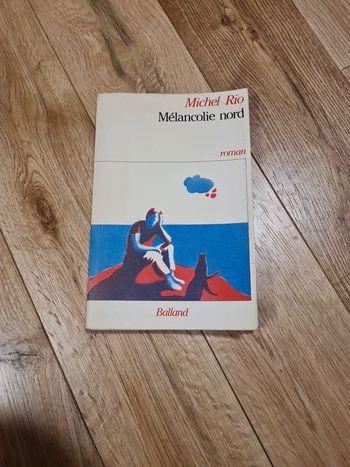 Michel Rio
Mélancolie nord
roman
Balland